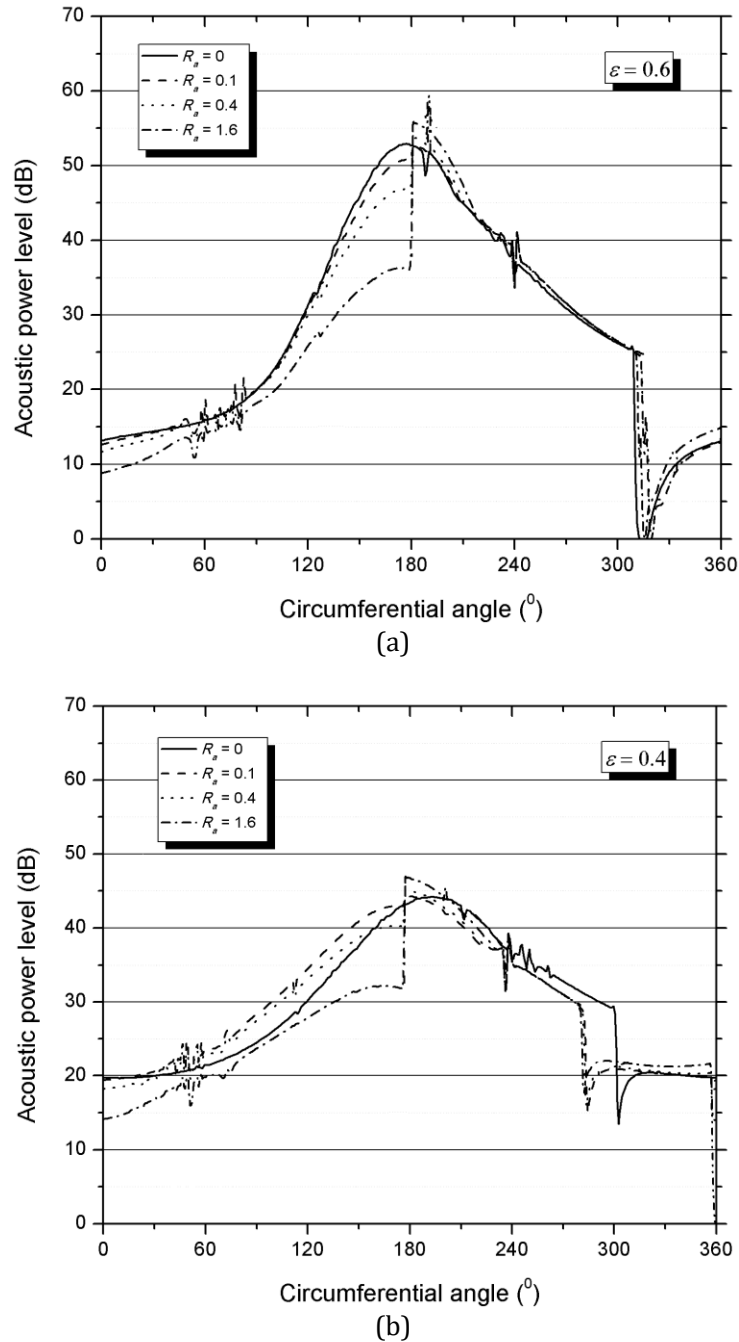 70
60
50
40
30
20
10
0
Acoustic power level (dB)
R_a = 0
R_a = 0.1
R_a = 0.4
R_a = 1.6
ε = 0.6
0 60 120 180 240 300 360
Circumferential angle (⁰)
(a)
70
60
50
40
30
20
10
0
Acoustic power level (dB)
R_a = 0
R_a = 0.1
R_a = 0.4
R_a = 1.6
ε = 0.4
0 60 120 180 240 300 360
Circumferential angle (⁰)
(b)